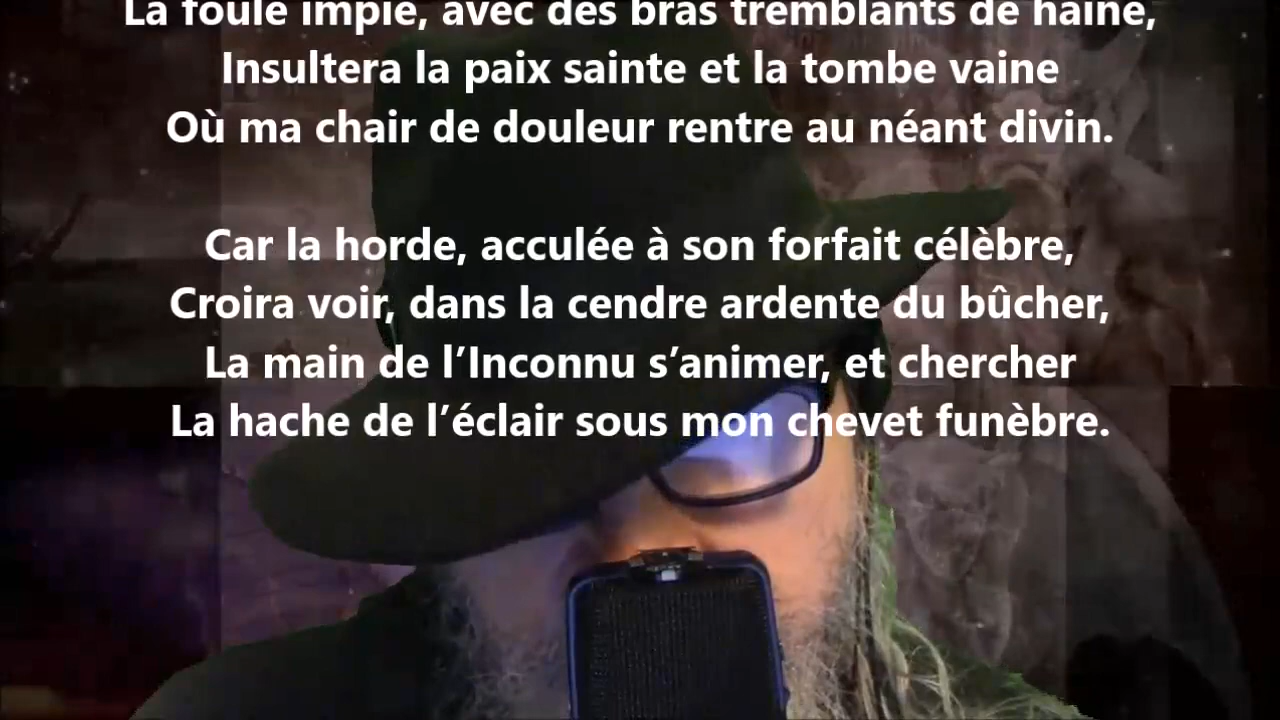 La foule impie, avec des bras tremblants de haine,
Insultera la paix sainte et la tombe vaine
Où ma chair de douleur rentre au néant divin.
Car la horde, acculée à son forfait célèbre,
Croira voir, dans la cendre ardente du bûcher,
La main de l’Inconnu s’animer, et chercher
La hache de l’éclair sous mon chevet funèbre.